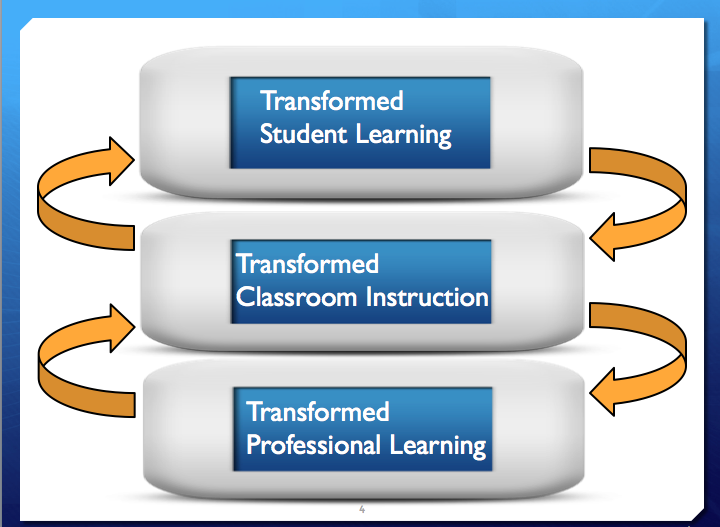 Transformed
Student Learning
Transformed
Classroom Instruction
Transformed
Professional Learning
4